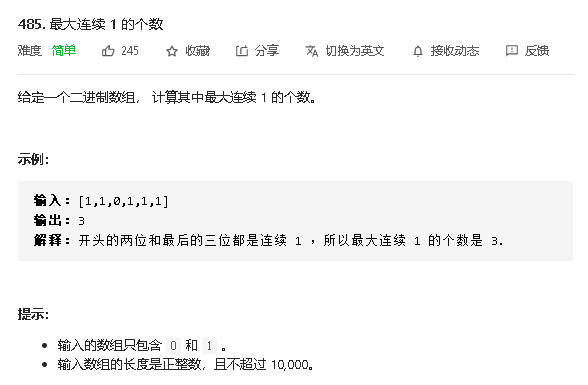 485. 最大连续 1 的个数
难度 简单 245 收藏 分享 切换为英文 接收动态 反馈
给定一个二进制数组， 计算其中最大连续 1 的个数。
示例：
输入：[1,1,0,1,1,1]
输出：3
解释：开头的两位和最后的三位都是连续 1 ，所以最大连续 1 的个数是 3.
提示：
输入的数组只包含 0 和 1 。
输入数组的长度是正整数，且不超过 10,000。